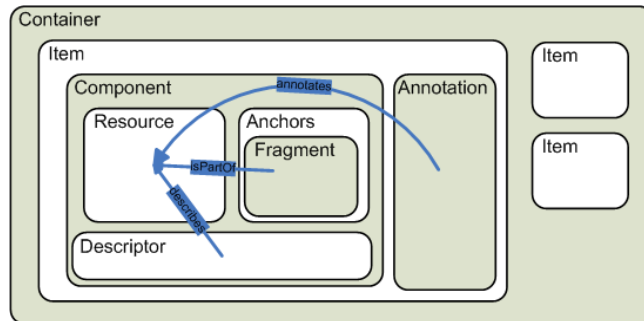 Container
Item
Component
annotates
Annotation
Item
Resource
Anchors
Fragment
isPartOf
Item
describes
Descriptor